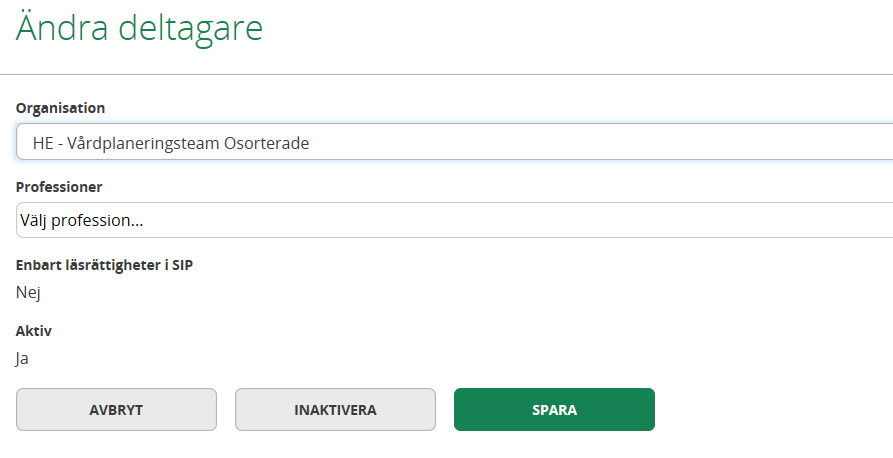 Ändra deltagare
Organisation
HE - Vårdplaneringsteam Osorterade
Professioner
Välj profession...
Enbart läsrättigheter i SIP
Nej
Aktiv
Ja
AVBRYT INAKTIVERA SPARA